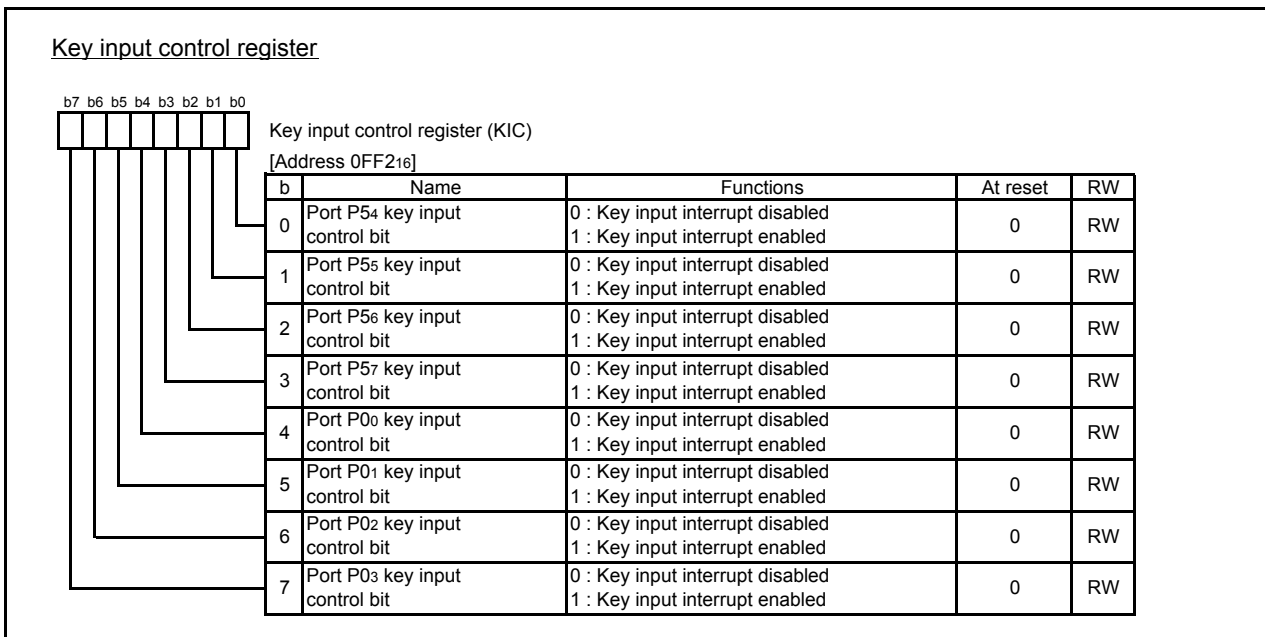 Key input control register
b7 b6 b5 b4 b3 b2 b1 b0
Key input control register (KIC)
[Address 0FF216]
b Name Functions At reset RW
0 Port P54 key input control bit 0 : Key input interrupt disabled 1 : Key input interrupt enabled 0 RW
1 Port P55 key input control bit 0 : Key input interrupt disabled 1 : Key input interrupt enabled 0 RW
2 Port P56 key input control bit 0 : Key input interrupt disabled 1 : Key input interrupt enabled 0 RW
3 Port P57 key input control bit 0 : Key input interrupt disabled 1 : Key input interrupt enabled 0 RW
4 Port P00 key input control bit 0 : Key input interrupt disabled 1 : Key input interrupt enabled 0 RW
5 Port P01 key input control bit 0 : Key input interrupt disabled 1 : Key input interrupt enabled 0 RW
6 Port P02 key input control bit 0 : Key input interrupt disabled 1 : Key input interrupt enabled 0 RW
7 Port P03 key input control bit 0 : Key input interrupt disabled 1 : Key input interrupt enabled 0 RW